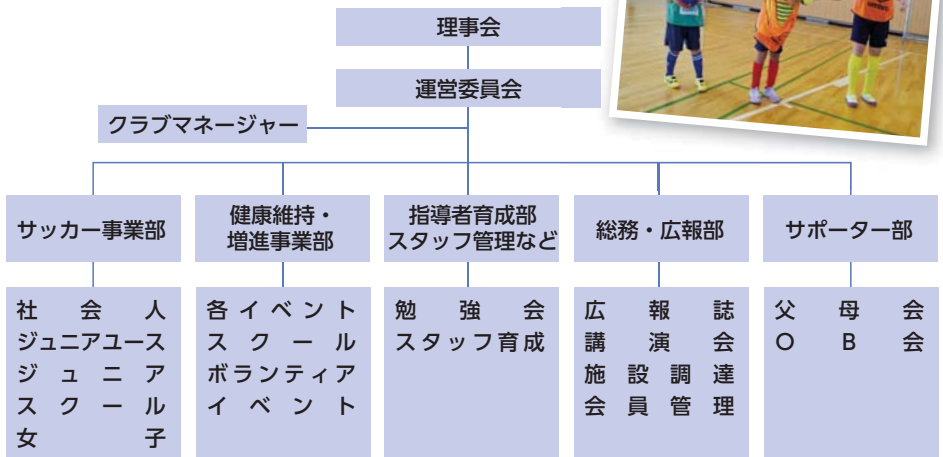 理事会
運営委員会
クラブマネージャー
サッカー事業部
健康維持・
増進事業部
指導者育成部
スタッフ管理など
総務・広報部
サポーター部
社会人
ジュニアユース
ジュニア
スクール
女子
各イベント
スクール
ボランティア
イベント
勉強会
スタッフ育成
広報誌
講演会
施設調達
会員管理
父母会
OB会